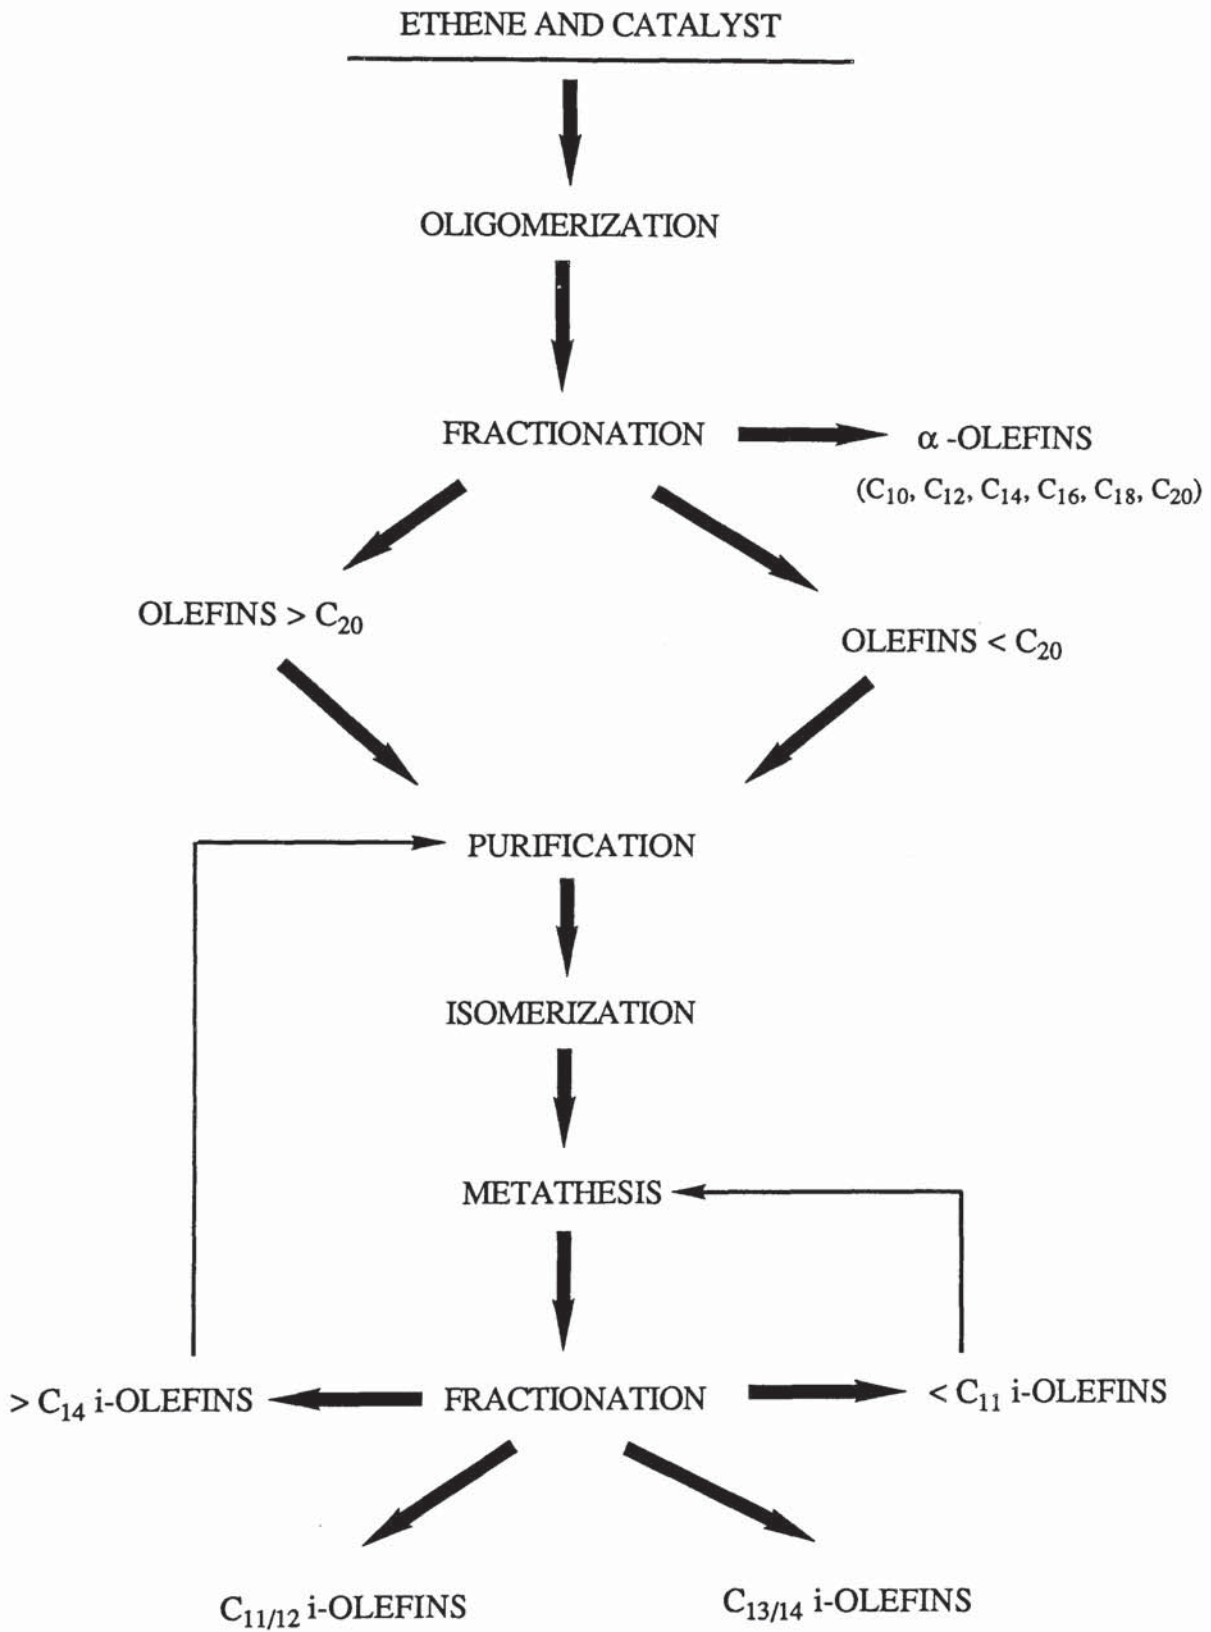 ETHENE AND CATALYST
OLIGOMERIZATION
FRACTIONATION
α -OLEFINS
(C10, C12, C14, C16, C18, C20)
OLEFINS > C20
OLEFINS < C20
PURIFICATION
ISOMERIZATION
METATHESIS
> C14 i-OLEFINS
FRACTIONATION
< C11 i-OLEFINS
C11/12 i-OLEFINS
C13/14 i-OLEFINS